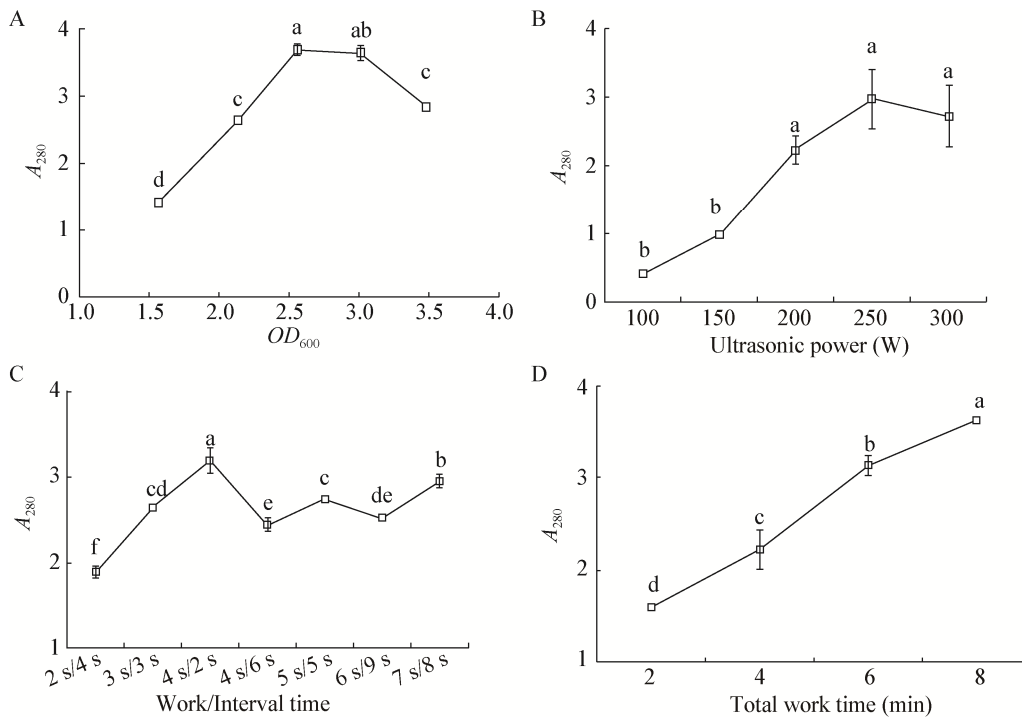 A
4
3
2
1
0
A280
d
c
a
ab
c
1.0 1.5 2.0 2.5 3.0 3.5 4.0
OD600
B
4
3
2
1
0
A280
b
b
a
a
a
100 150 200 250 300
Ultrasonic power (W)
C
4
3
2
1
A280
f
cd
a
e
c
de
b
2 s/4 s 3 s/3 s 4 s/2 s 4 s/6 s 5 s/5 s 6 s/9 s 7 s/8 s
Work/Interval time
D
4
3
2
1
A280
d
c
b
a
2 4 6 8
Total work time (min)